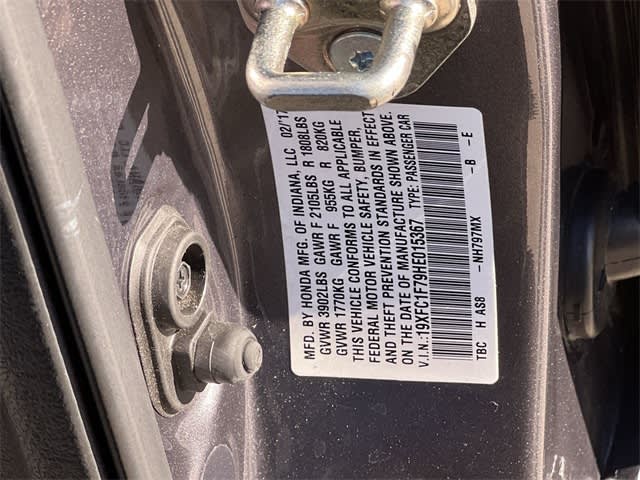 MFD. BY HONDA MFG. OF INDIANA, LLC 02/17
GVWR 3902LBS GAWR F 2105LBS R 1808LBS
GVWR 1770KG GAWR F 955KG R 820KG
THIS VEHICLE CONFORMS TO ALL APPLICABLE
FEDERAL MOTOR VEHICLE SAFETY, BUMPER,
AND THEFT PREVENTION STANDARDS IN EFFECT
ON THE DATE OF MANUFACTURE SHOWN ABOVE.
V.I.N.:19XFC1F79HE015367 TYPE: PASSENGER CAR
TBC H AS8 -NH797MX -B -E